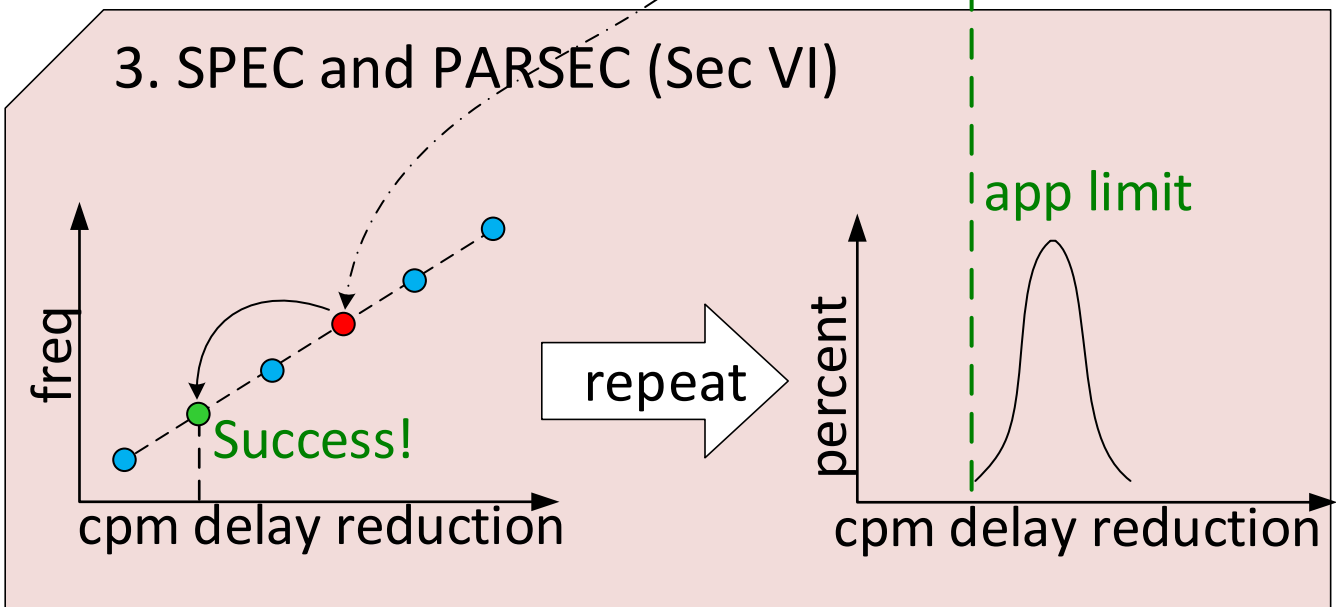 3. SPEC and PARSEC (Sec VI)
app limit
freq
Success!
cpm delay reduction
repeat
percent
cpm delay reduction